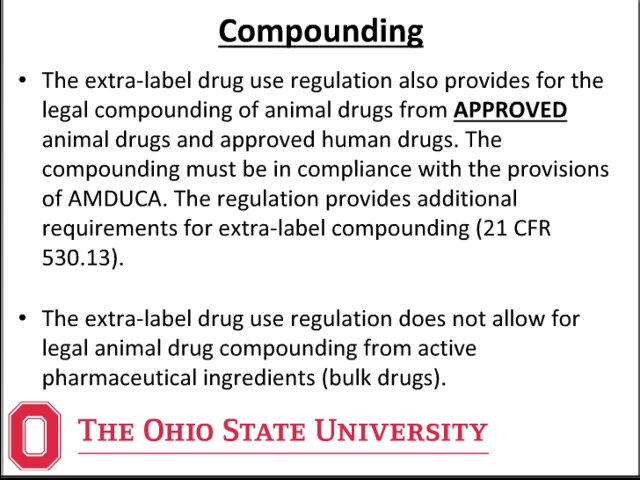 Compounding
• The extra-label drug use regulation also provides for the
legal compounding of animal drugs from APPROVED
animal drugs and approved human drugs. The
compounding must be in compliance with the provisions
of AMDUCA. The regulation provides additional
requirements for extra-label compounding (21 CFR
530.13).
• The extra-label drug use regulation does not allow for
legal animal drug compounding from active
pharmaceutical ingredients (bulk drugs).
THE OHIO STATE UNIVERSITY